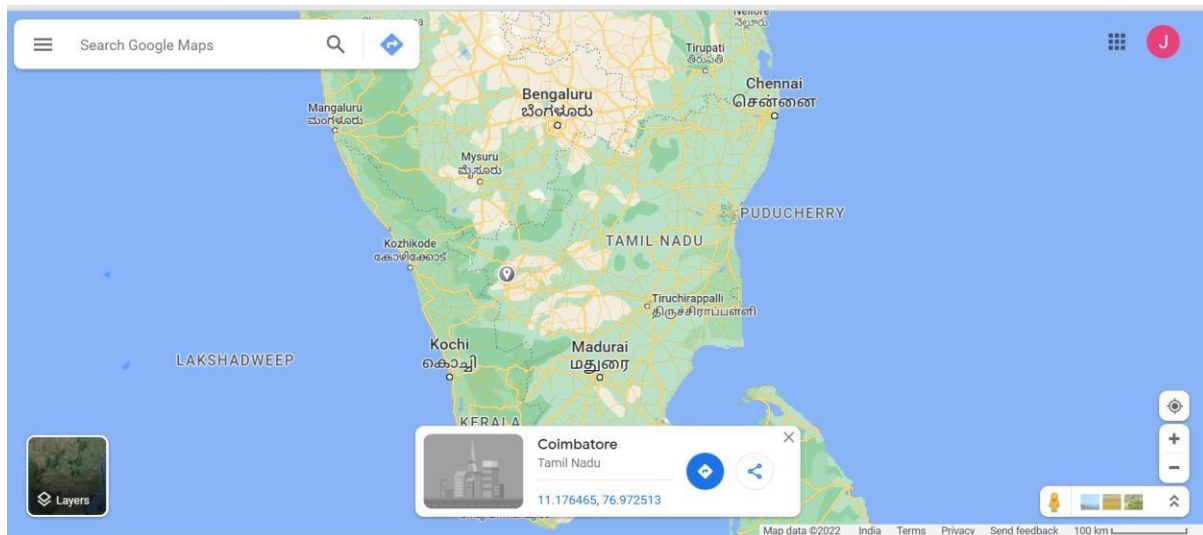 Nellore
నెల్లూరు
Search Google Maps
Tirupati
తిరుపతి
J
Chennai
சென்னை
Bengaluru
ಬೆಂಗಳೂರು
Mangaluru
ಮಂಗಳೂರು
Mysuru
ಮೈಸೂರು
PUDUCHERRY
TAMIL NADU
Kozhikode
കോഴിക്കോട്
Tiruchirappalli
திருச்சிராப்பள்ளி
Kochi
കൊച്ചി
Madurai
மதுரை
LAKSHADWEEP
KERALA
Coimbatore
Tamil Nadu
11.176465, 76.972513
Layers
Map data ©2022 India Terms Privacy Send feedback 100 km